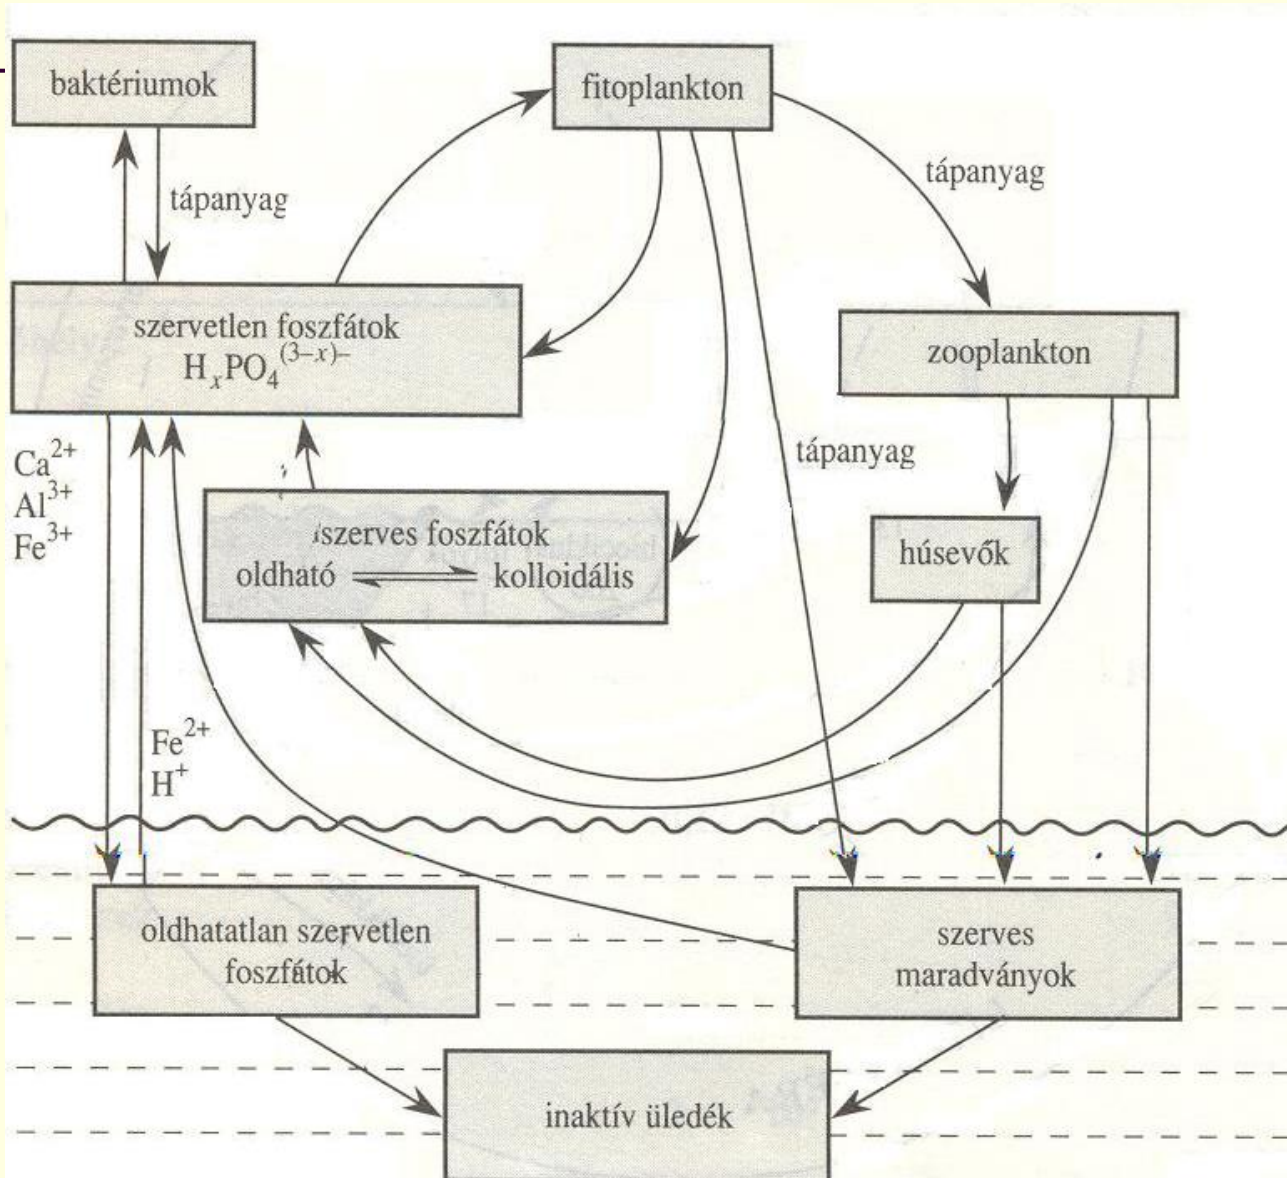 baktériumok
fitoplankton
tápanyag
tápanyag
szervetlen foszfátok
HₓPO₄⁽³⁻ˣ⁾⁻
zooplankton
tápanyag
Ca²⁺
Al³⁺
Fe³⁺
szerves foszfátok
oldható kolloidális
húsevők
Fe²⁺
H⁺
oldhatatlan szervetlen
foszfátok
szerves
maradványok
inaktív üledék